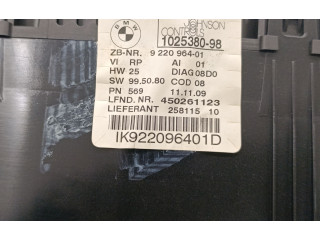 BMW
JOHNSON
CONTROLS
1025380-98
ZB-NR. 9 220 964-01
VI RP AI 01
HW 25 DIAG 08D0
SW 99.50.80 COD 08
PN 569 11.11.09
LFND. NR. 450261123
LIEFERANT 258115 10
IK922096401D